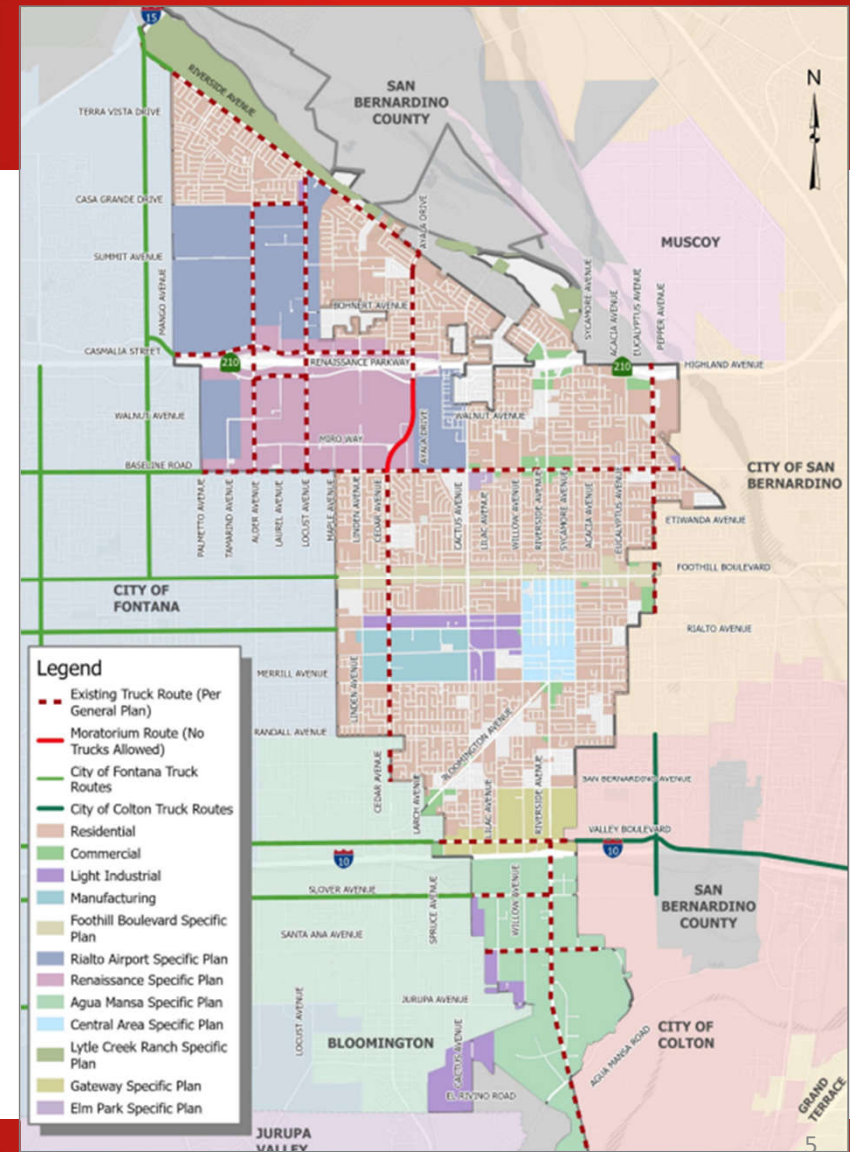 15
RIVERSIDE AVENUE
SAN
BERNARDINO
COUNTY
N
TERRA VISTA DRIVE
CASA GRANDE DRIVE
AYALA DRIVE
MUSCOY
SUMMIT AVENUE
MANGO AVENUE
SYCAMORE AVENUE
ACACIA AVENUE
EUCALYPTUS AVENUE
PEPPER AVENUE
BOHNERT AVENUE
CASMALIA STREET
210
RENAISSANCE PARKWAY
210
HIGHLAND AVENUE
WALNUT AVENUE
AYALA DRIVE
WALNUT AVENUE
MIRO WAY
BASELINE ROAD
CITY OF SAN
BERNARDINO
PALMETTO AVENUE
TAMARIND AVENUE
ALDER AVENUE
LAUREL AVENUE
LOCUST AVENUE
MAPLE AVENUE
LINDEN AVENUE
CEDAR AVENUE
CACTUS AVENUE
LILAC AVENUE
WILLOW AVENUE
RIVERSIDE AVENUE
SYCAMORE AVENUE
ACACIA AVENUE
EUCALYPTUS AVENUE
ETIWANDA AVENUE
FOOTHILL BOULEVARD
CITY OF
FONTANA
RIALTO AVENUE
MERRILL AVENUE
LINDEN AVENUE
RANDALL AVENUE
BLOOMINGTON AVENUE
CEDAR AVENUE
LARCH AVENUE
LILAC AVENUE
RIVERSIDE AVENUE
SAN BERNARDINO AVENUE
VALLEY BOULEVARD
10
10
SLOVER AVENUE
SPRUCE AVENUE
WILLOW AVENUE
SAN
BERNARDINO
COUNTY
SANTA ANA AVENUE
JURUPA AVENUE
LOCUST AVENUE
BLOOMINGTON
CACTUS AVENUE
EL RIVINO ROAD
AGUA MANSA ROAD
CITY OF
COLTON
GRAND
TERRACE
JURUPA
VALLEY
Legend
Existing Truck Route (Per
General Plan)
Moratorium Route (No
Trucks Allowed)
City of Fontana Truck
Routes
City of Colton Truck Routes
Residential
Commercial
Light Industrial
Manufacturing
Foothill Boulevard Specific
Plan
Rialto Airport Specific Plan
Renaissance Specific Plan
Agua Mansa Specific Plan
Central Area Specific Plan
Lytle Creek Ranch Specific
Plan
Gateway Specific Plan
Elm Park Specific Plan
5